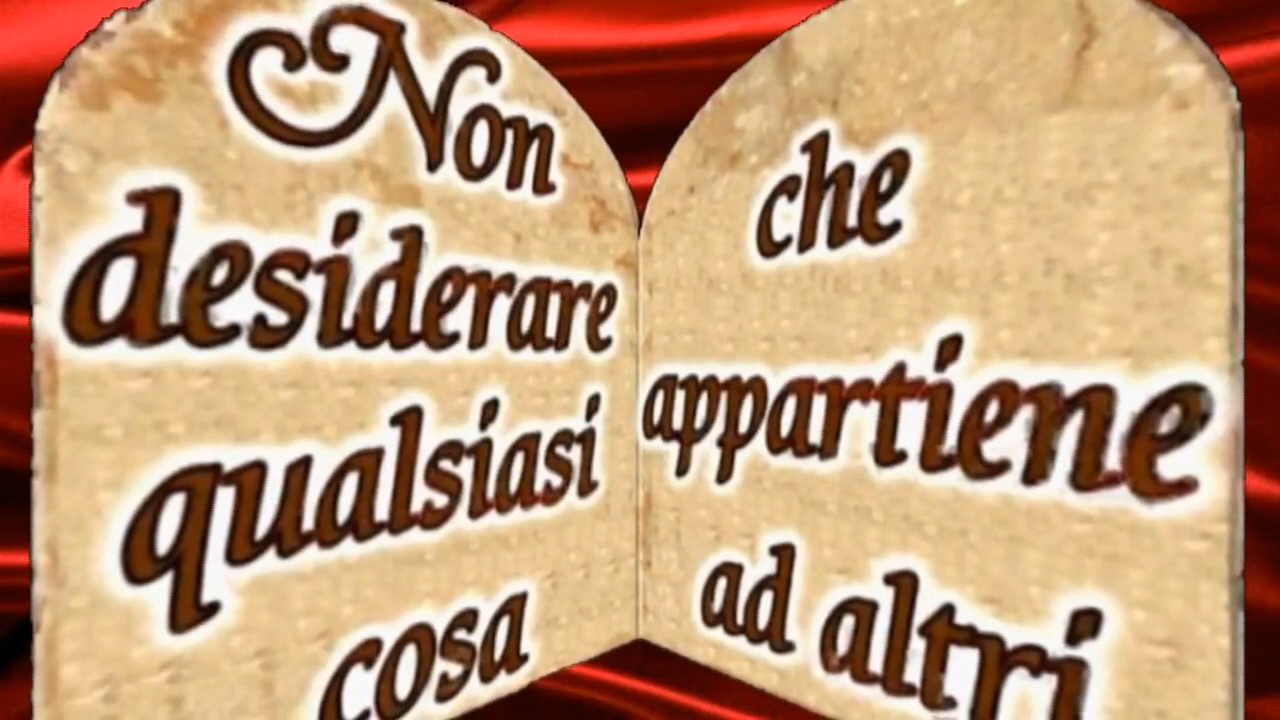 Non
desiderare
qualsiasi
cosa
che
appartiene
ad altri